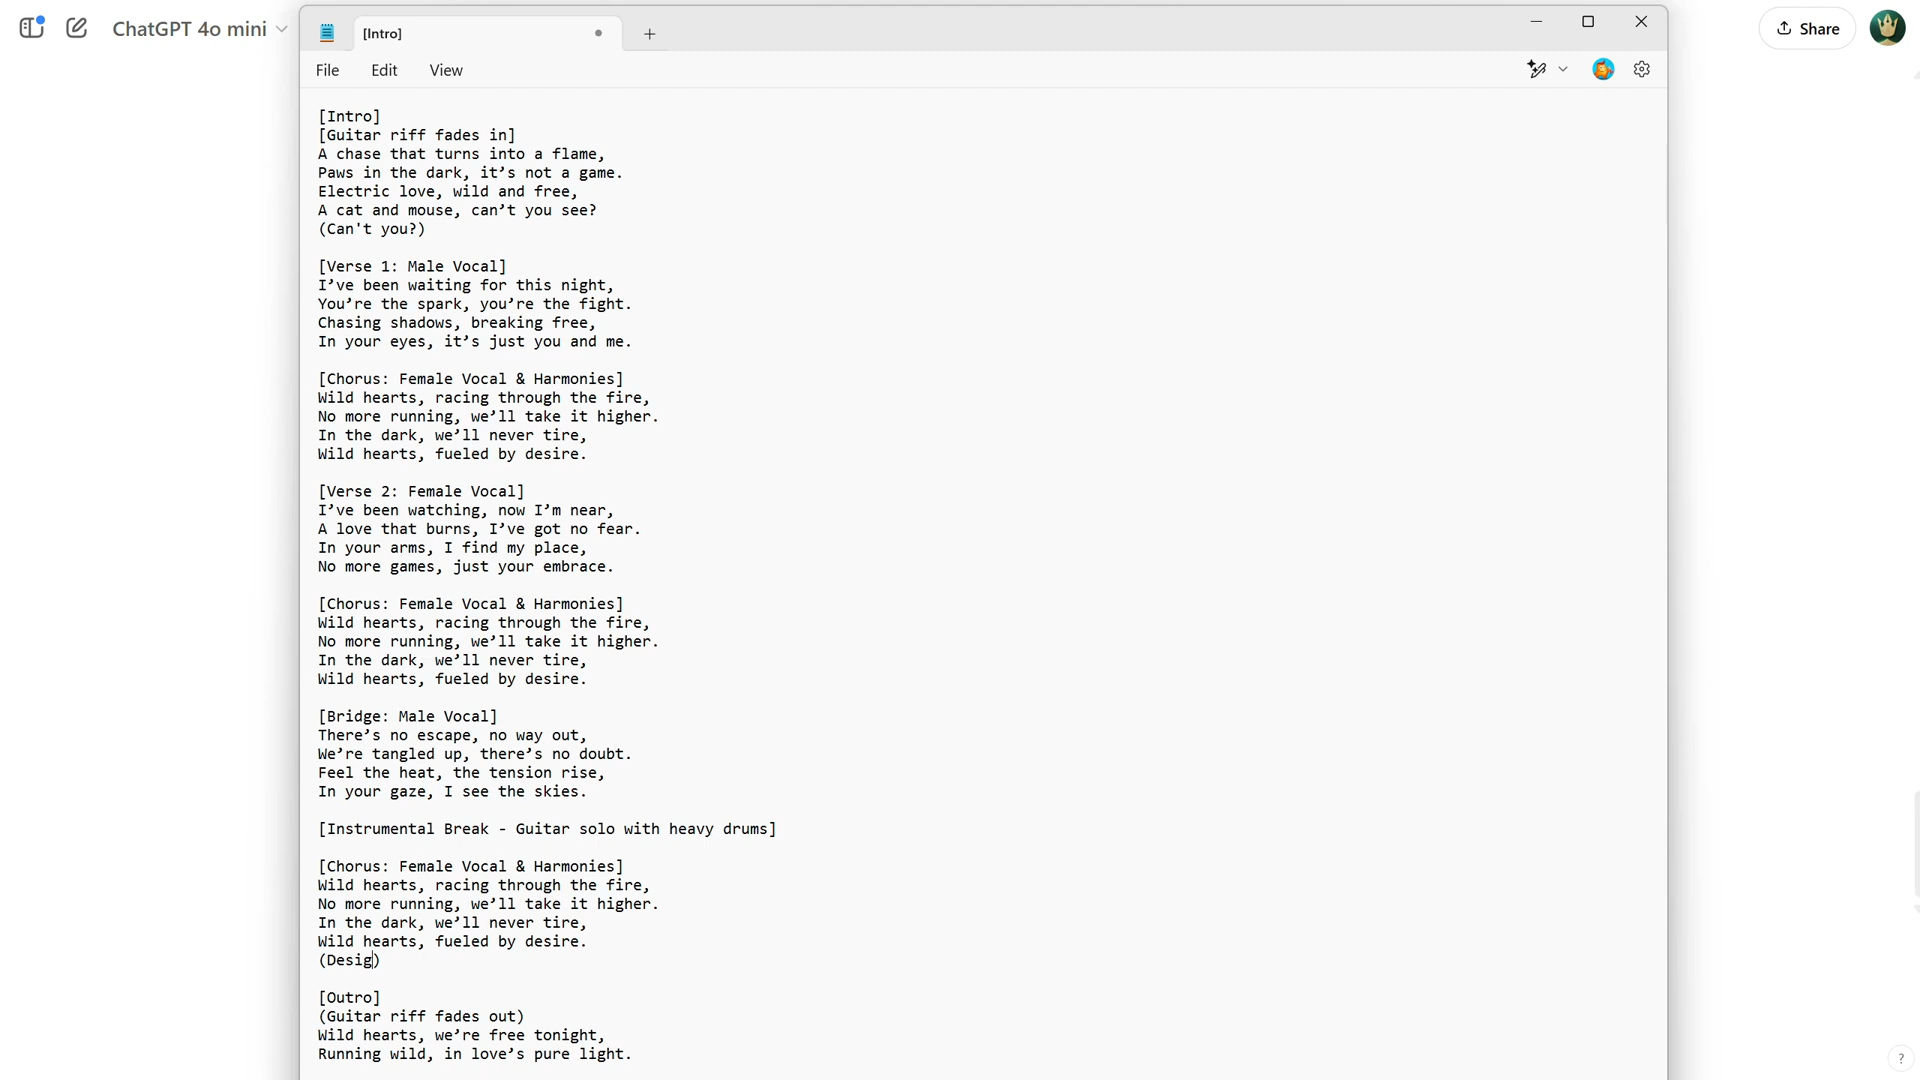 ChatGPT 4o mini
[Intro]
Share
File Edit View
[Intro]
[Guitar riff fades in]
A chase that turns into a flame,
Paws in the dark, it’s not a game.
Electric love, wild and free,
A cat and mouse, can’t you see?
(Can't you?)
[Verse 1: Male Vocal]
I’ve been waiting for this night,
You’re the spark, you’re the fight.
Chasing shadows, breaking free,
In your eyes, it’s just you and me.
[Chorus: Female Vocal & Harmonies]
Wild hearts, racing through the fire,
No more running, we’ll take it higher.
In the dark, we’ll never tire,
Wild hearts, fueled by desire.
[Verse 2: Female Vocal]
I’ve been watching, now I’m near,
A love that burns, I’ve got no fear.
In your arms, I find my place,
No more games, just your embrace.
[Chorus: Female Vocal & Harmonies]
Wild hearts, racing through the fire,
No more running, we’ll take it higher.
In the dark, we’ll never tire,
Wild hearts, fueled by desire.
[Bridge: Male Vocal]
There’s no escape, no way out,
We’re tangled up, there’s no doubt.
Feel the heat, the tension rise,
In your gaze, I see the skies.
[Instrumental Break - Guitar solo with heavy drums]
[Chorus: Female Vocal & Harmonies]
Wild hearts, racing through the fire,
No more running, we’ll take it higher.
In the dark, we’ll never tire,
Wild hearts, fueled by desire.
(Desig)
[Outro]
(Guitar riff fades out)
Wild hearts, we’re free tonight,
Running wild, in love’s pure light.
?